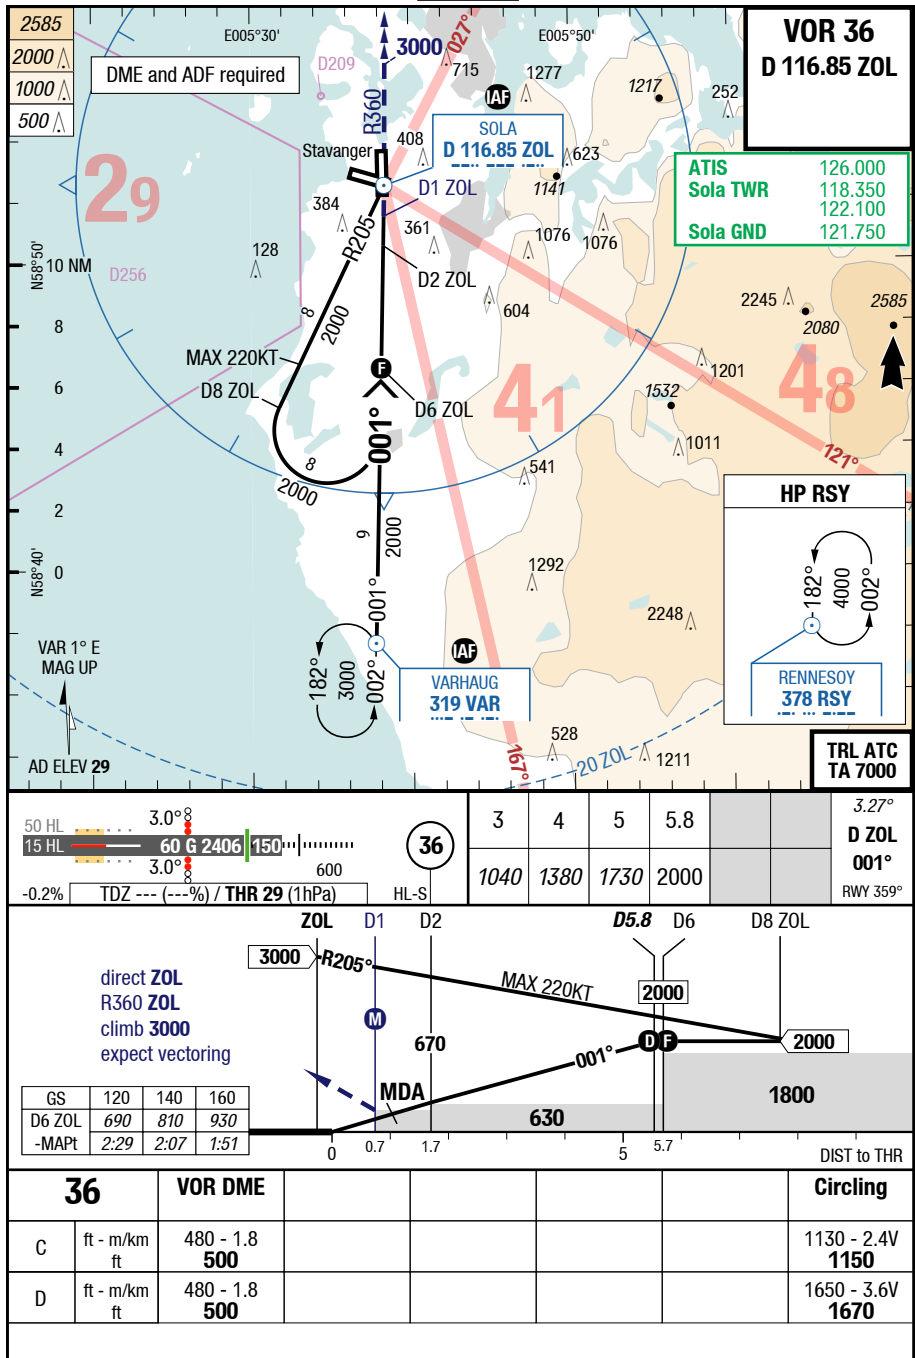 2585
2000
1000
500
E005°30'
E005°50'
DME and ADF required
D209
3000
027°
715
1277
1217
252
IAF
R360
408
SOLA
D 116.85 ZOL
623
Stavanger
1141
D1 ZOL
29
384
R205
361
1076
1076
128
D2 ZOL
N58°50'
10 NM
D256
8
2000
604
2245
2080
2585
8
MAX 220KT
1201
D8 ZOL
F
D6 ZOL
41
1532
48
6
001°
1011
121°
4
8
2000
541
2
9
2000
N58°40'
0
001°
1292
2248
VAR 1° E
MAG UP
182°
3000
002°
IAF
VARHAUG
319 VAR
AD ELEV 29
528
1211
167°
20 ZOL
VOR 36
D 116.85 ZOL
ATIS 126.000
Sola TWR 118.350
122.100
Sola GND 121.750
HP RSY
182°
4000
002°
RENNESOY
378 RSY
TRL ATC
TA 7000
50 HL
15 HL
3.0°
60 G 2406 150
3.0°
600
-0.2%
TDZ --- (---%) / THR 29 (1hPa)
HL-S
36
3 4 5 5.8
1040 1380 1730 2000
3.27°
D ZOL
001°
RWY 359°
ZOL D1 D2 D5.8 D6 D8 ZOL
3000
R205°
MAX 220KT
2000
direct ZOL
R360 ZOL
climb 3000
expect vectoring
M
670
D F
2000
001°
MDA
630
1800
GS 120 140 160
D6 ZOL 690 810 930
-MAPt 2:29 2:07 1:51
0 0.7 1.7 5 5.7 DIST to THR
36 VOR DME Circling
C ft - m/km 480 - 1.8 1130 - 2.4V
ft 500 1150
D ft - m/km 480 - 1.8 1650 - 3.6V
ft 500 1670